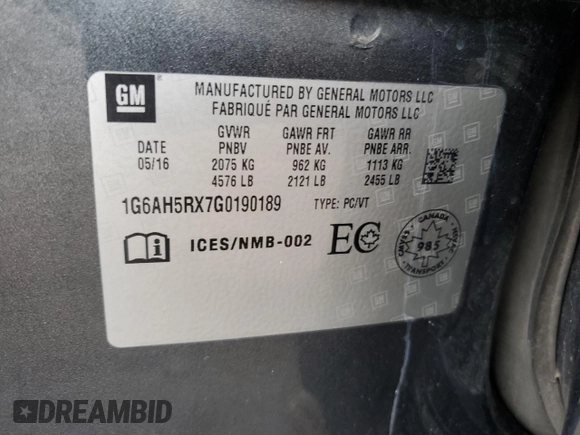 GM
MANUFACTURED BY GENERAL MOTORS LLC
FABRIQUÉ PAR GENERAL MOTORS LLC
DATE GVWR GAWR FRT GAWR RR
PNBV PNBE AV. PNBE ARR.
05/16 2075 KG 962 KG 1113 KG
4576 LB 2121 LB 2455 LB
1G6AH5RX7G0190189 TYPE: PC/VT
ICES/NMB-002 EC
CANADA
985
TRANSPORT
DREAMBID